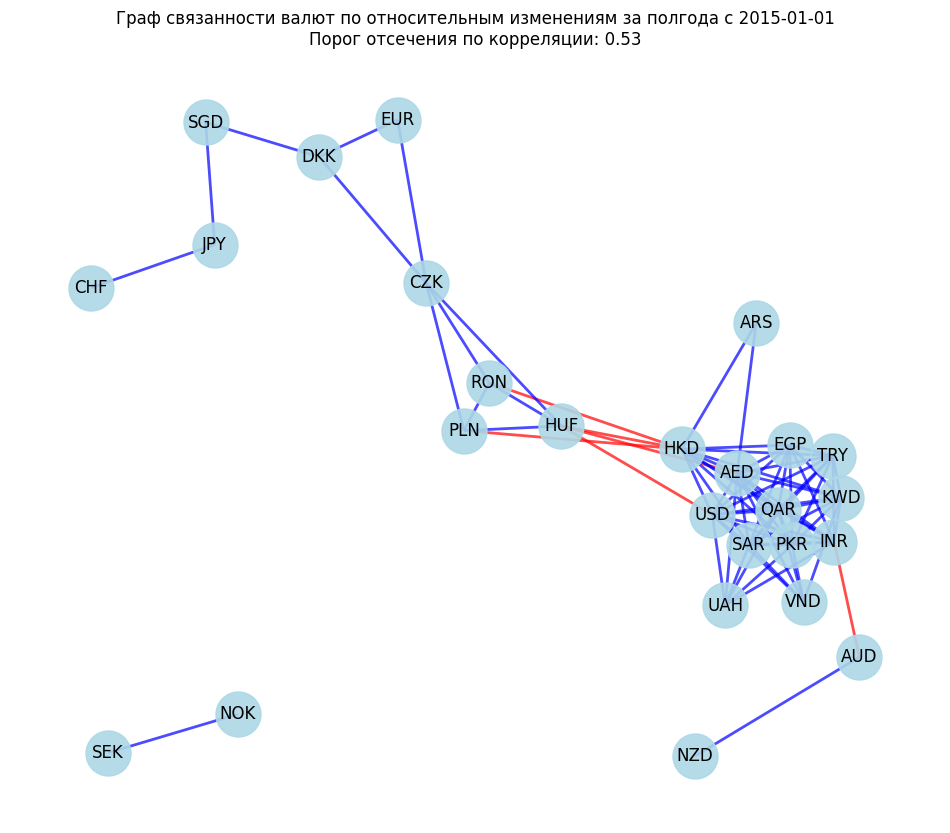 Граф связанности валют по относительным изменениям за полгода с 2015-01-01
Порог отсечения по корреляции: 0.53
SGD
EUR
DKK
JPY
CHF
CZK
ARS
RON
PLN
HUF
HKD
EGP
TRY
AED
KWD
USD
QAR
SAR
PKR
INR
UAH
VND
AUD
NOK
SEK
NZD